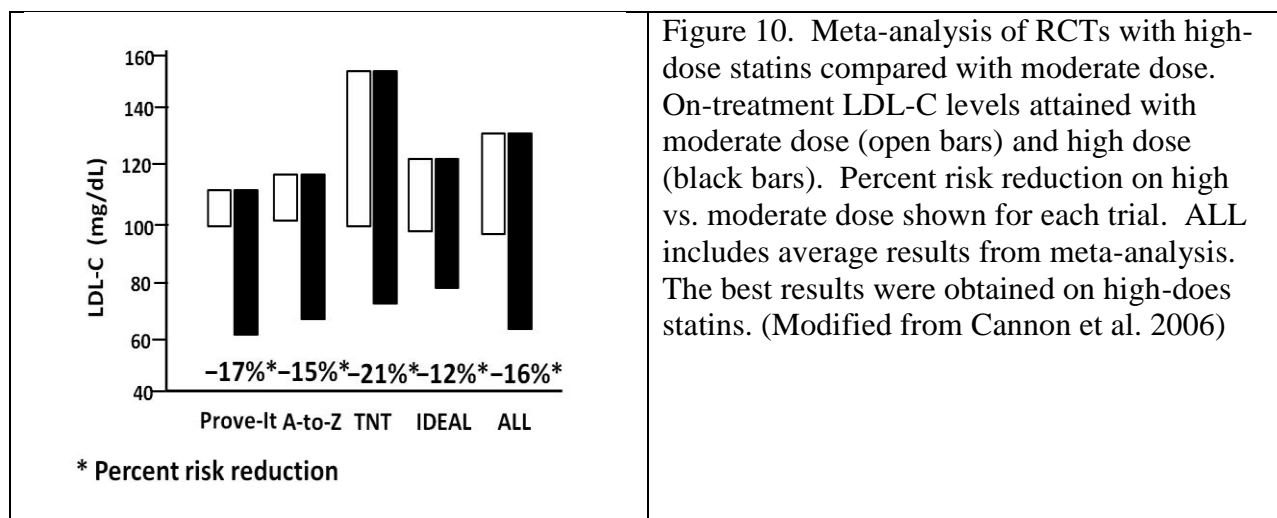 160
140
120
100
80
60
40
LDL-C (mg/dL)
−17%* −15%* −21%* −12%* −16%*
Prove-It A-to-Z TNT IDEAL ALL
* Percent risk reduction
Figure 10.  Meta-analysis of RCTs with high-
dose statins compared with moderate dose.
On-treatment LDL-C levels attained with
moderate dose (open bars) and high dose
(black bars).  Percent risk reduction on high
vs. moderate dose shown for each trial.  ALL
includes average results from meta-analysis.
The best results were obtained on high-does
statins. (Modified from Cannon et al. 2006)